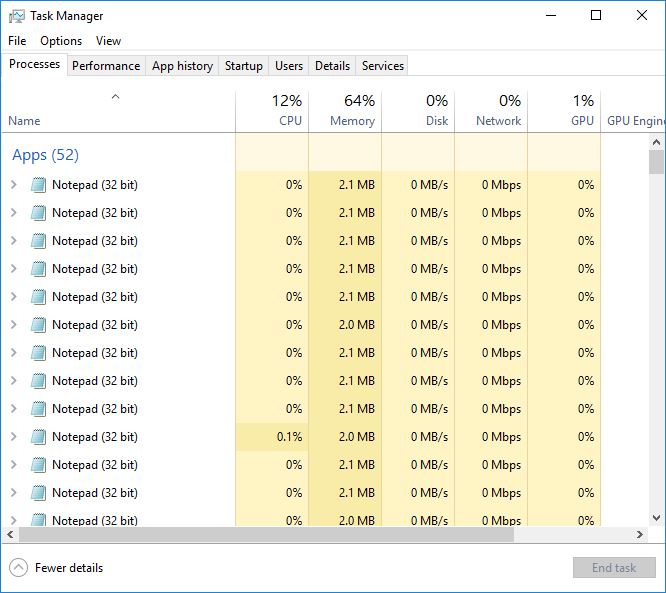 Task Manager
File Options View
Processes Performance App history Startup Users Details Services
12% 64% 0% 0% 1%
Name CPU Memory Disk Network GPU GPU Engine
Apps (52)
Notepad (32 bit) 0% 2.1 MB 0 MB/s 0 Mbps 0%
Notepad (32 bit) 0% 2.1 MB 0 MB/s 0 Mbps 0%
Notepad (32 bit) 0% 2.1 MB 0 MB/s 0 Mbps 0%
Notepad (32 bit) 0% 2.1 MB 0 MB/s 0 Mbps 0%
Notepad (32 bit) 0% 2.1 MB 0 MB/s 0 Mbps 0%
Notepad (32 bit) 0% 2.0 MB 0 MB/s 0 Mbps 0%
Notepad (32 bit) 0% 2.1 MB 0 MB/s 0 Mbps 0%
Notepad (32 bit) 0% 2.1 MB 0 MB/s 0 Mbps 0%
Notepad (32 bit) 0% 2.1 MB 0 MB/s 0 Mbps 0%
Notepad (32 bit) 0.1% 2.0 MB 0 MB/s 0 Mbps 0%
Notepad (32 bit) 0% 2.1 MB 0 MB/s 0 Mbps 0%
Notepad (32 bit) 0% 2.1 MB 0 MB/s 0 Mbps 0%
Notepad (32 bit) 0% 2.0 MB 0 MB/s 0 Mbps 0%
Fewer details End task